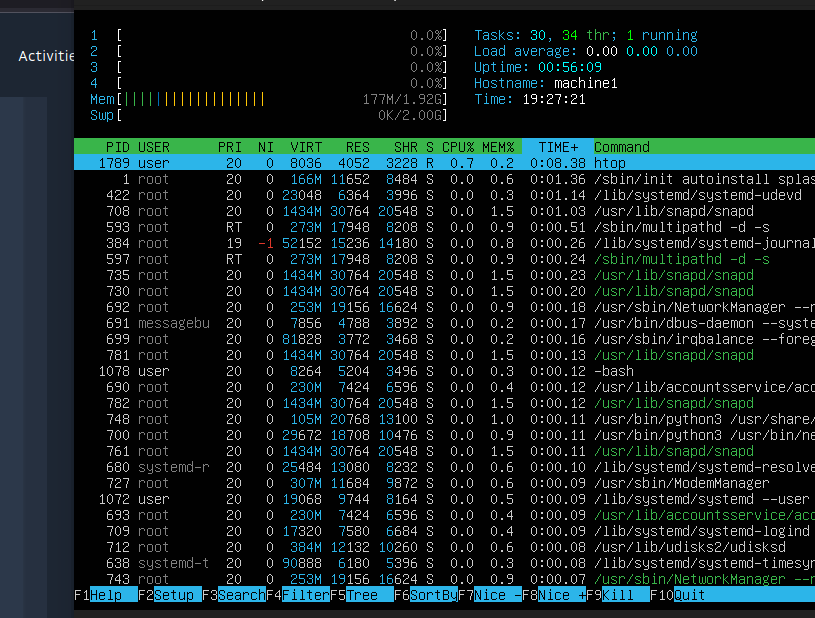 Activitie
1 [ 0.0%] Tasks: 30, 34 thr; 1 running
2 [ 0.0%] Load average: 0.00 0.00 0.00
3 [ 0.0%] Uptime: 00:56:09
4 [ 0.0%] Hostname: machine1
Mem[||||||||||||||||||| 177M/1.92G] Time: 19:27:21
Swp[ 0K/2.00G]
PID USER PRI NI VIRT RES SHR S CPU% MEM% TIME+ Command
1789 user 20 0 8036 4052 3228 R 0.7 0.2 0:08.38 htop
1 root 20 0 166M 11652 8484 S 0.0 0.6 0:01.36 /sbin/init autoinstall splas
422 root 20 0 23048 6364 3996 S 0.0 0.3 0:01.14 /lib/systemd/systemd-udevd
708 root 20 0 1434M 30764 20548 S 0.0 1.5 0:01.03 /usr/lib/snapd/snapd
593 root RT 0 273M 17948 8208 S 0.0 0.9 0:00.51 /sbin/multipathd -d -s
384 root 19 -1 52152 15236 14180 S 0.0 0.8 0:00.26 /lib/systemd/systemd-journal
597 root RT 0 273M 17948 8208 S 0.0 0.9 0:00.24 /sbin/multipathd -d -s
735 root 20 0 1434M 30764 20548 S 0.0 1.5 0:00.23 /usr/lib/snapd/snapd
730 root 20 0 1434M 30764 20548 S 0.0 1.5 0:00.20 /usr/lib/snapd/snapd
692 root 20 0 253M 19156 16624 S 0.0 0.9 0:00.18 /usr/sbin/NetworkManager --n
691 messagebu 20 0 7856 4788 3892 S 0.0 0.2 0:00.17 /usr/bin/dbus-daemon --syste
699 root 20 0 81828 3772 3468 S 0.0 0.2 0:00.16 /usr/sbin/irqbalance --foreg
781 root 20 0 1434M 30764 20548 S 0.0 1.5 0:00.13 /usr/lib/snapd/snapd
1078 user 20 0 8264 5204 3496 S 0.0 0.3 0:00.12 -bash
690 root 20 0 230M 7424 6596 S 0.0 0.4 0:00.12 /usr/lib/accountsservice/acc
782 root 20 0 1434M 30764 20548 S 0.0 1.5 0:00.12 /usr/lib/snapd/snapd
748 root 20 0 105M 20768 13100 S 0.0 1.0 0:00.11 /usr/bin/python3 /usr/share/
700 root 20 0 29672 18708 10476 S 0.0 0.9 0:00.11 /usr/bin/python3 /usr/bin/ne
761 root 20 0 1434M 30764 20548 S 0.0 1.5 0:00.11 /usr/lib/snapd/snapd
680 systemd-r 20 0 25484 13080 8232 S 0.0 0.6 0:00.10 /lib/systemd/systemd-resolve
727 root 20 0 307M 11684 9872 S 0.0 0.6 0:00.09 /usr/sbin/ModemManager
1072 user 20 0 19068 9744 8164 S 0.0 0.5 0:00.09 /lib/systemd/systemd --user
693 root 20 0 230M 7424 6596 S 0.0 0.4 0:00.09 /usr/lib/accountsservice/acc
709 root 20 0 17320 7580 6684 S 0.0 0.4 0:00.09 /lib/systemd/systemd-logind
712 root 20 0 384M 12132 10260 S 0.0 0.6 0:00.08 /usr/lib/udisks2/udisksd
638 systemd-t 20 0 90888 6180 5396 S 0.0 0.3 0:00.08 /lib/systemd/systemd-timesyn
743 root 20 0 253M 19156 16624 S 0.0 0.9 0:00.07 /usr/sbin/NetworkManager --n
F1Help F2Setup F3SearchF4FilterF5Tree F6SortByF7Nice -F8Nice +F9Kill F10Quit